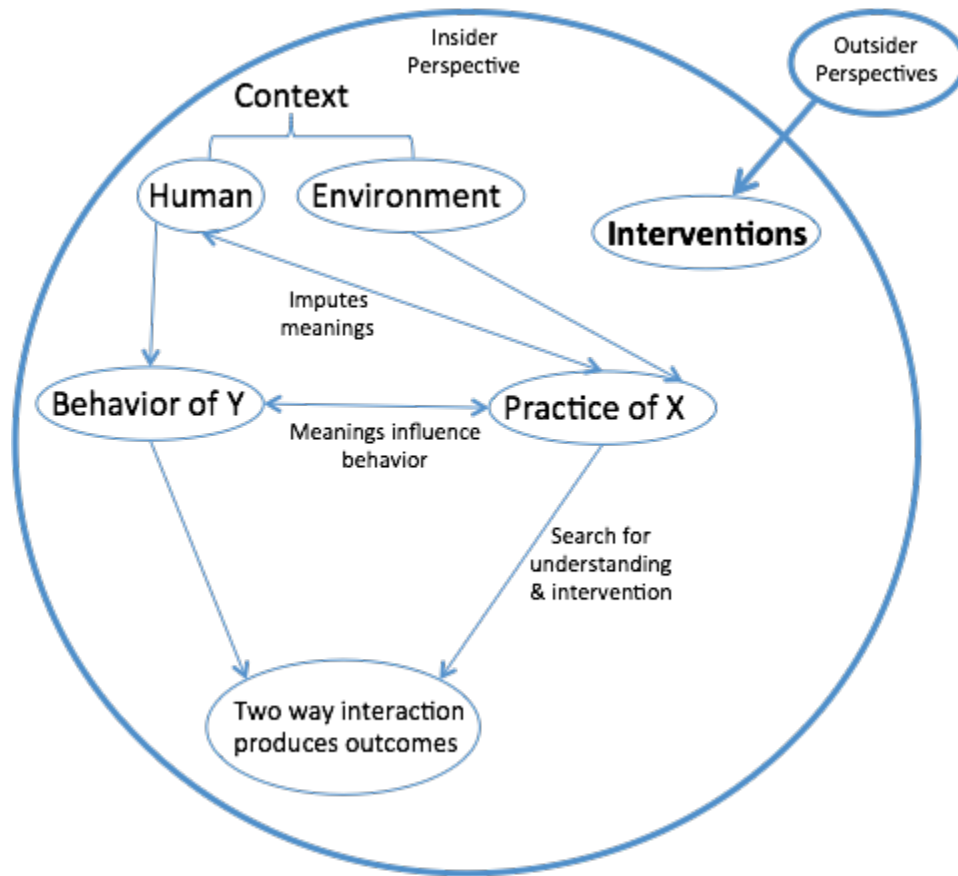 Insider
Perspective
Outsider
Perspectives
Context
Human
Environment
Interventions
Imputes
meanings
Behavior of Y
Practice of X
Meanings influence
behavior
Search for
understanding
& intervention
Two way interaction
produces outcomes